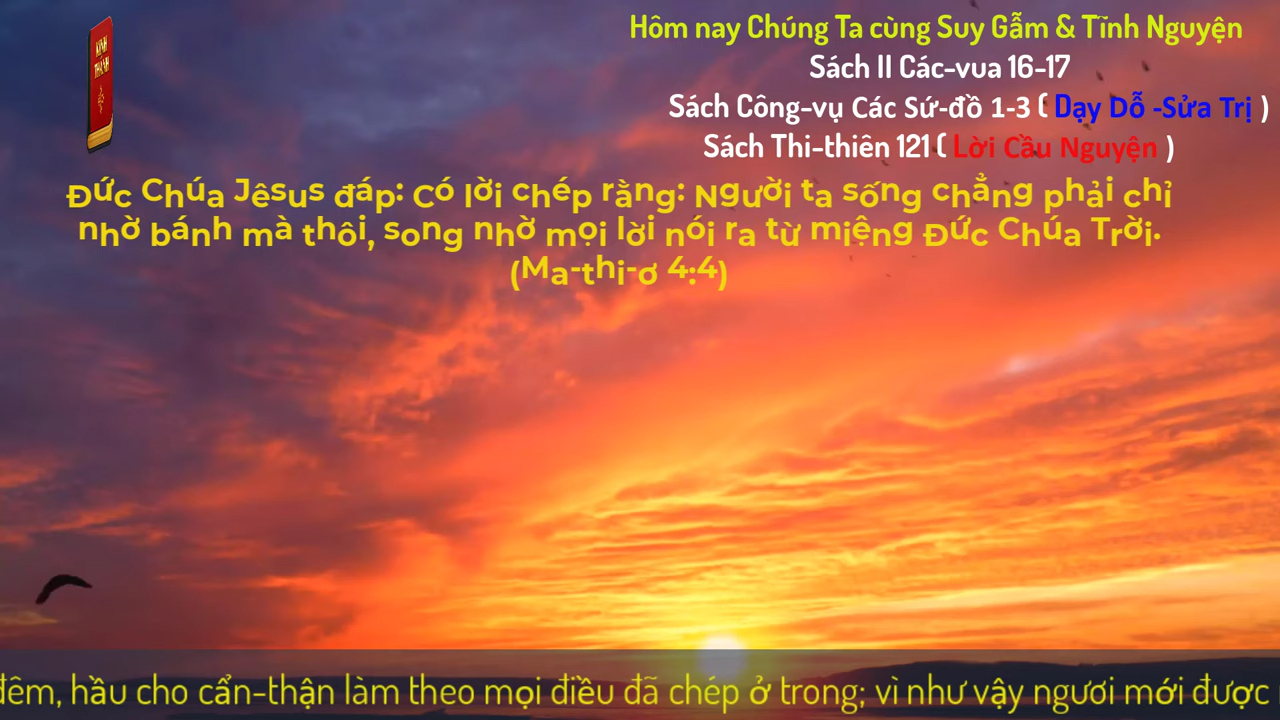 KINH
THÁNH
Hôm nay Chúng Ta cùng Suy Gẫm & Tĩnh Nguyện
Sách II Các-vua 16-17
Sách Công-vụ Các Sứ-đồ 1-3 ( Dạy Dỗ -Sửa Trị )
Sách Thi-thiên 121 ( Lời Cầu Nguyện )
Đức Chúa Jêsus đáp: Có lời chép rằng: Người ta sống chẳng phải chỉ
nhờ bánh mà thôi, song nhờ mọi lời nói ra từ miệng Đức Chúa Trời.
(Ma-thi-ơ 4:4)
đêm, hầu cho cẩn-thận làm theo mọi điều đã chép ở trong; vì như vậy ngươi mới được